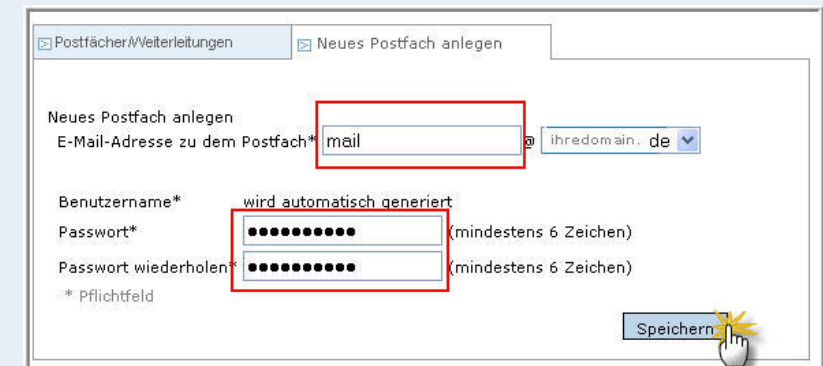 Postfächer/Weiterleitungen
Neues Postfach anlegen
Neues Postfach anlegen
E-Mail-Adresse zu dem Postfach* mail @ ihredomain. de
Benutzername* wird automatisch generiert
Passwort* ●●●●●●●●●● (mindestens 6 Zeichen)
Passwort wiederholen* ●●●●●●●●●● (mindestens 6 Zeichen)
* Pflichtfeld
Speichern